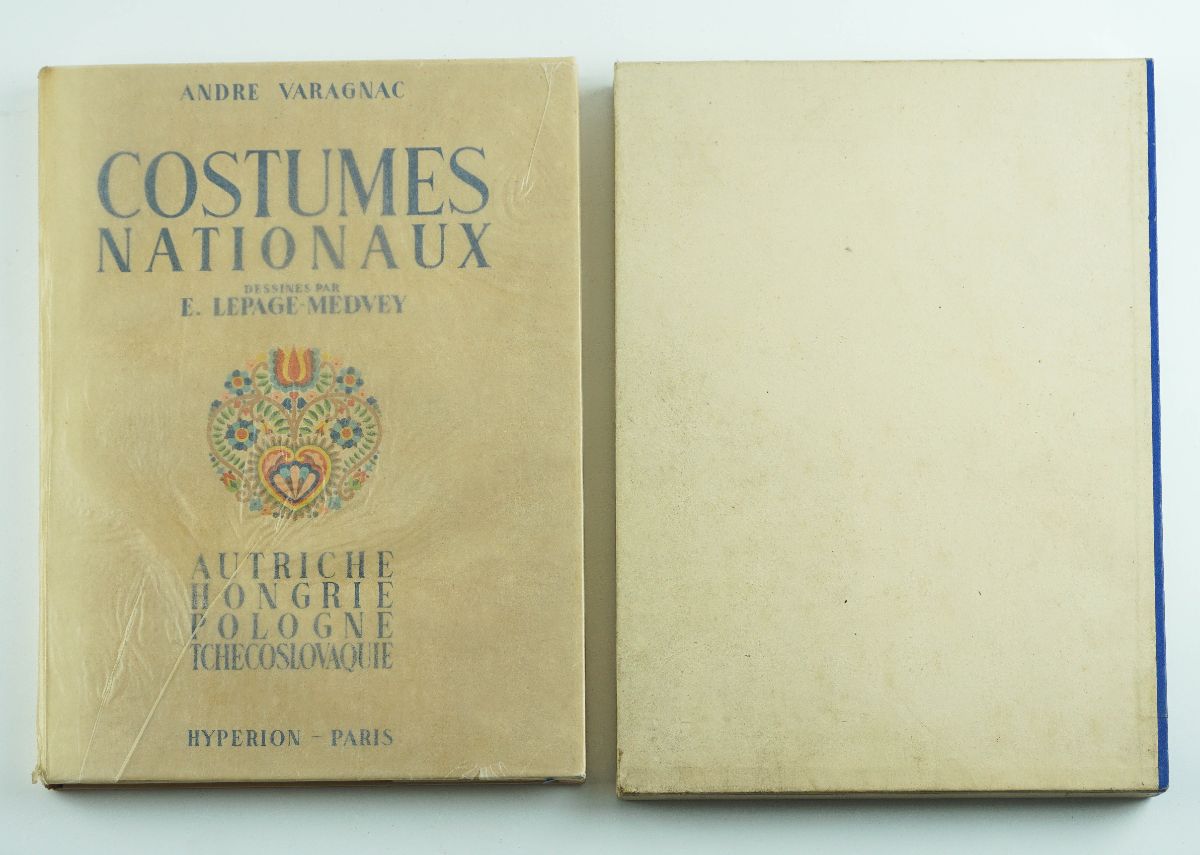 ANDRE VARAGNAC
COSTUMES
NATIONAUX
DESSINES PAR
E. LEPAGE-MEDVEY
AUTRICHE
HONGRIE
POLOGNE
TCHECOSLOVAQUIE
HYPERION - PARIS